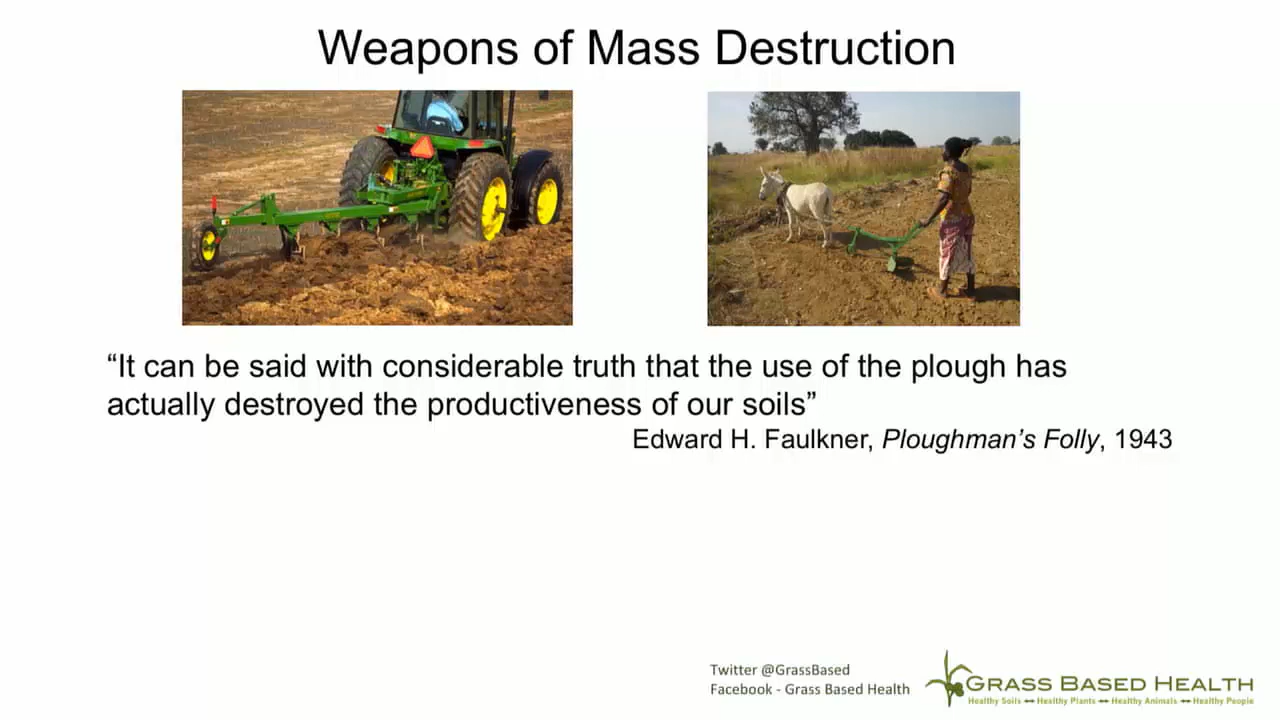 Weapons of Mass Destruction
“It can be said with considerable truth that the use of the plough has
actually destroyed the productiveness of our soils”
Edward H. Faulkner, Ploughman’s Folly, 1943
Twitter @GrassBased
Facebook - Grass Based Health
GRASS BASED HEALTH
Healthy Soils ↔ Healthy Plants ↔ Healthy Animals ↔ Healthy People